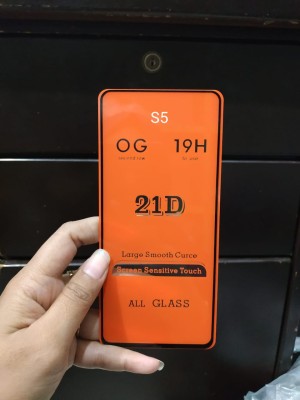 S5
OG 19H
21D
Large Smooth Curce
Screen Sensitive Touch
ALL GLASS